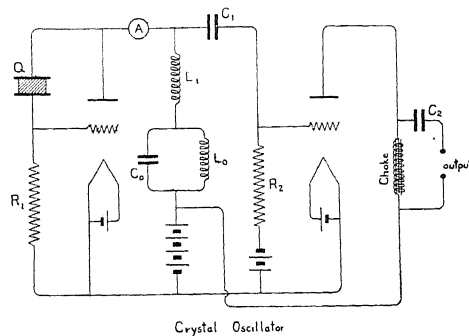 C₁
A
Q
L₁
C₂
C₀
L₀
R₁
R₂
Choke
output
Crystal Oscillator